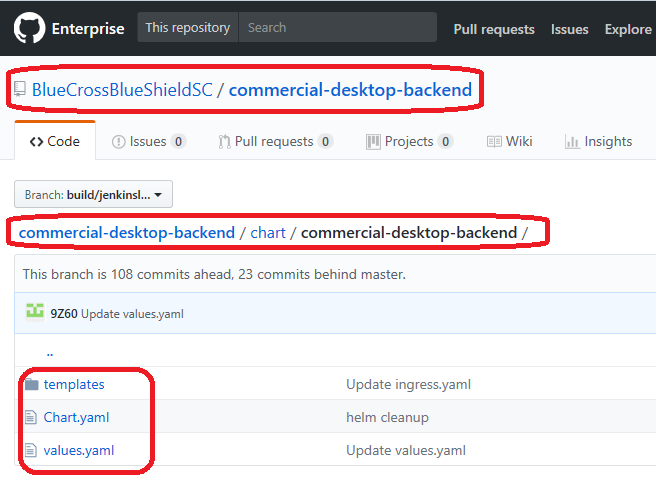 Enterprise This repository Search Pull requests Issues Explore
BlueCrossBlueShieldSC / commercial-desktop-backend
<> Code Issues 0 Pull requests 0 Projects 0 Wiki Insights
Branch: build/jenkinsl...
commercial-desktop-backend / chart / commercial-desktop-backend /
This branch is 108 commits ahead, 23 commits behind master.
9Z60 Update values.yaml
..
templates Update ingress.yaml
Chart.yaml helm cleanup
values.yaml Update values.yaml